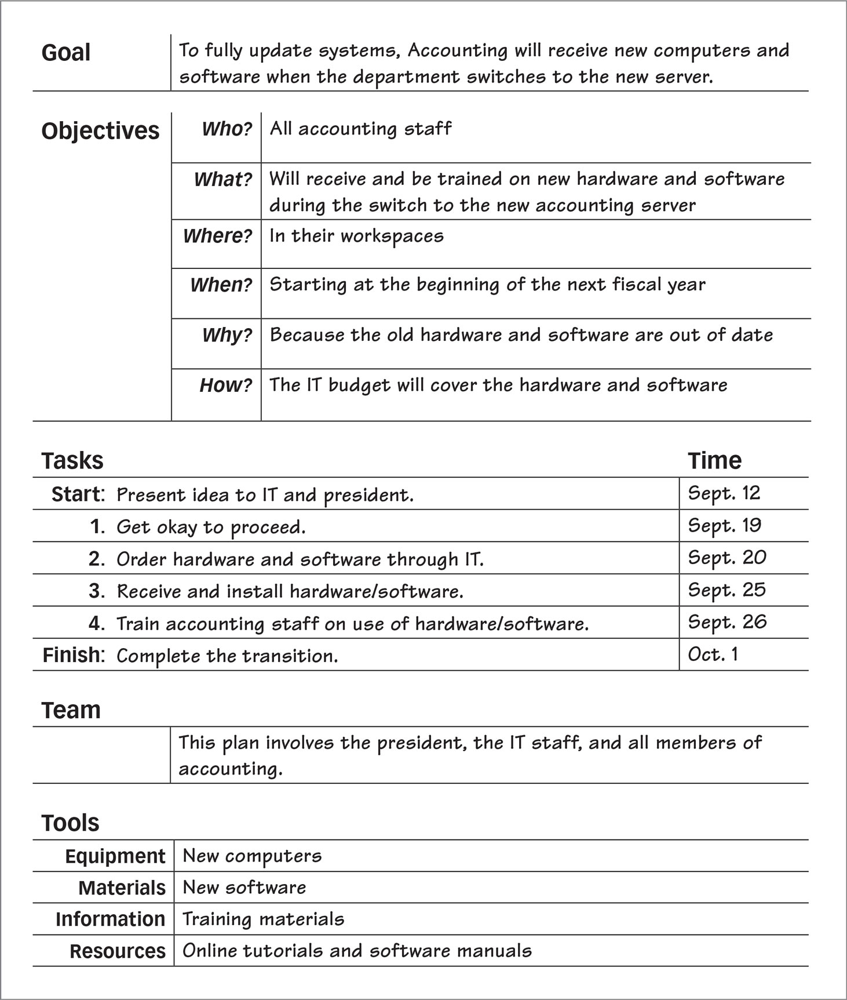 Goal
To fully update systems, Accounting will receive new computers and
software when the department switches to the new server.
Objectives
Who? All accounting staff
What? Will receive and be trained on new hardware and software
during the switch to the new accounting server
Where? In their workspaces
When? Starting at the beginning of the next fiscal year
Why? Because the old hardware and software are out of date
How? The IT budget will cover the hardware and software
Tasks Time
Start: Present idea to IT and president. Sept. 12
1. Get okay to proceed. Sept. 19
2. Order hardware and software through IT. Sept. 20
3. Receive and install hardware/software. Sept. 25
4. Train accounting staff on use of hardware/software. Sept. 26
Finish: Complete the transition. Oct. 1
Team
This plan involves the president, the IT staff, and all members of
accounting.
Tools
Equipment New computers
Materials New software
Information Training materials
Resources Online tutorials and software manuals